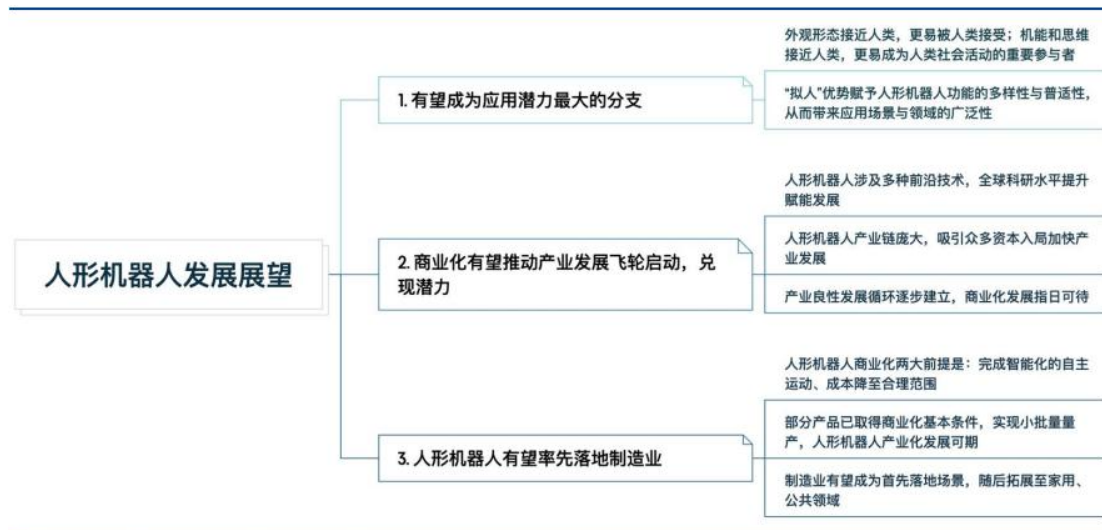 人形机器人发展展望
1. 有望成为应用潜力最大的分支
外观形态接近人类，更易被人类接受；机能和思维
接近人类，更易成为人类社会活动的重要参与者
“拟人”优势赋予人形机器人功能的多样性与普适性，
从而带来应用场景与领域的广泛性
2. 商业化有望推动产业发展飞轮启动，兑
现潜力
人形机器人涉及多种前沿技术，全球科研水平提升
赋能发展
人形机器人产业链庞大，吸引众多资本入局加快产
业发展
产业良性发展循环逐步建立，商业化发展指日可待
3. 人形机器人有望率先落地制造业
人形机器人商业化两大前提是：完成智能化的自主
运动、成本降至合理范围
部分产品已取得商业化基本条件，实现小批量量
产，人形机器人产业化发展可期
制造业有望成为首先落地场景，随后拓展至家用、
公共领域